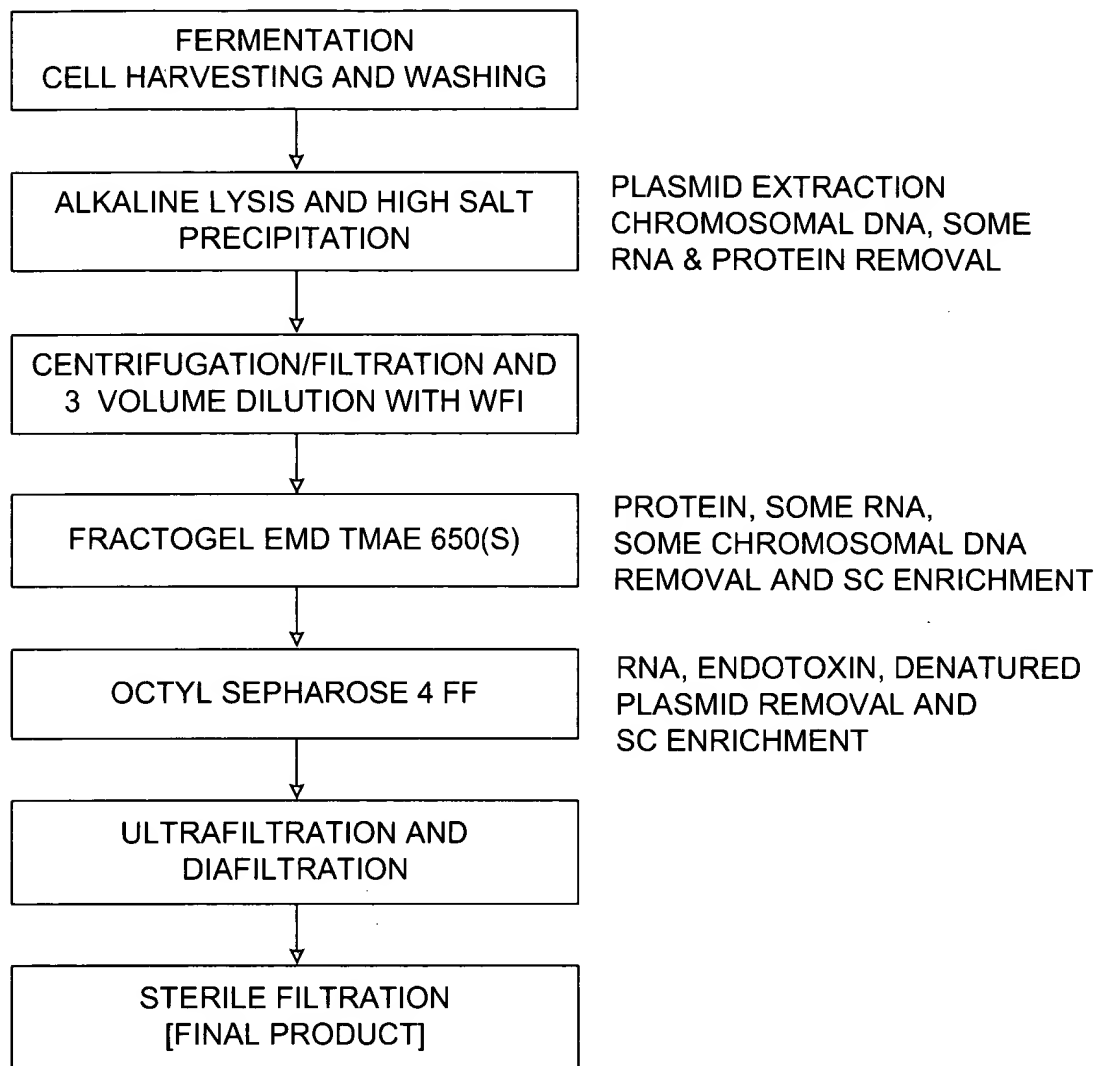 FERMENTATION
CELL HARVESTING AND WASHING
ALKALINE LYSIS AND HIGH SALT
PRECIPITATION
PLASMID EXTRACTION
CHROMOSOMAL DNA, SOME
RNA & PROTEIN REMOVAL
CENTRIFUGATION/FILTRATION AND
3 VOLUME DILUTION WITH WFI
FRACTOGEL EMD TMAE 650(S)
PROTEIN, SOME RNA,
SOME CHROMOSOMAL DNA
REMOVAL AND SC ENRICHMENT
OCTYL SEPHAROSE 4 FF
RNA, ENDOTOXIN, DENATURED
PLASMID REMOVAL AND
SC ENRICHMENT
ULTRAFILTRATION AND
DIAFILTRATION
STERILE FILTRATION
[FINAL PRODUCT]